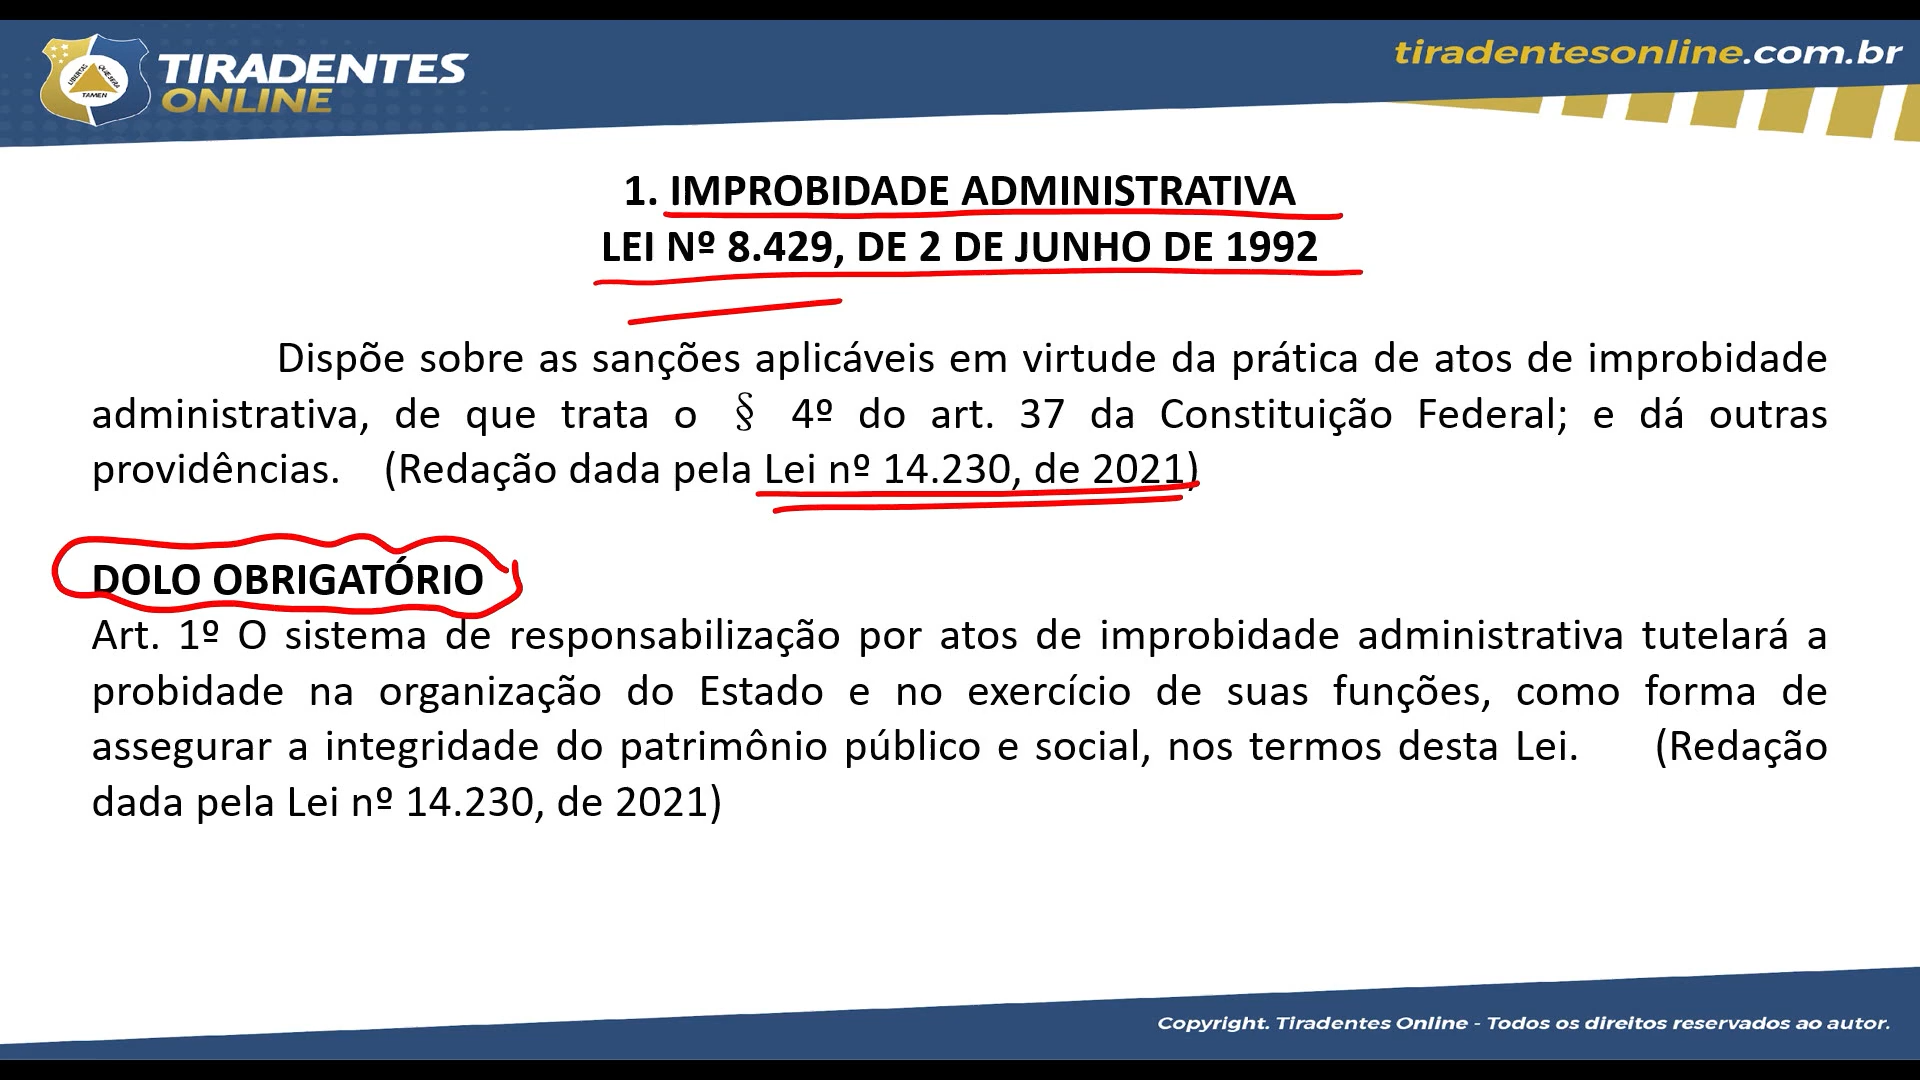 TIRADENTES
ONLINE
LIBERTAS QUE SERA TAMEN
tiradentesonline.com.br
1. IMPROBIDADE ADMINISTRATIVA
LEI Nº 8.429, DE 2 DE JUNHO DE 1992
Dispõe sobre as sanções aplicáveis em virtude da prática de atos de improbidade
administrativa, de que trata o § 4º do art. 37 da Constituição Federal; e dá outras
providências. (Redação dada pela Lei nº 14.230, de 2021)
DOLO OBRIGATÓRIO
Art. 1º O sistema de responsabilização por atos de improbidade administrativa tutelará a
probidade na organização do Estado e no exercício de suas funções, como forma de
assegurar a integridade do patrimônio público e social, nos termos desta Lei. (Redação
dada pela Lei nº 14.230, de 2021)
Copyright. Tiradentes Online - Todos os direitos reservados ao autor.